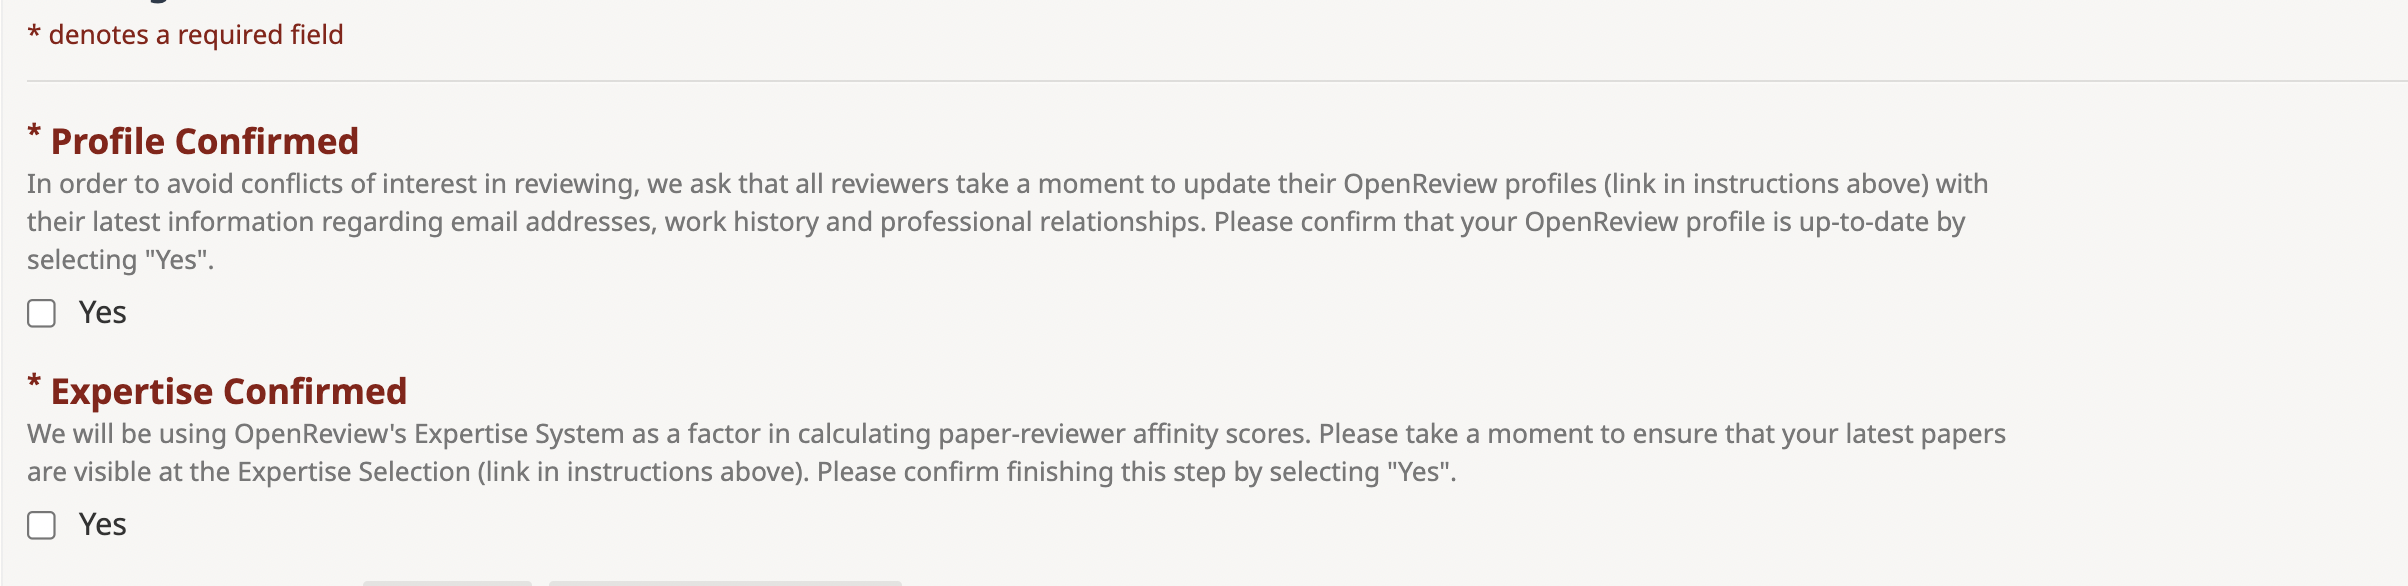 * denotes a required field
* Profile Confirmed
In order to avoid conflicts of interest in reviewing, we ask that all reviewers take a moment to update their OpenReview profiles (link in instructions above) with
their latest information regarding email addresses, work history and professional relationships. Please confirm that your OpenReview profile is up-to-date by
selecting "Yes".
Yes
* Expertise Confirmed
We will be using OpenReview's Expertise System as a factor in calculating paper-reviewer affinity scores. Please take a moment to ensure that your latest papers
are visible at the Expertise Selection (link in instructions above). Please confirm finishing this step by selecting "Yes".
Yes